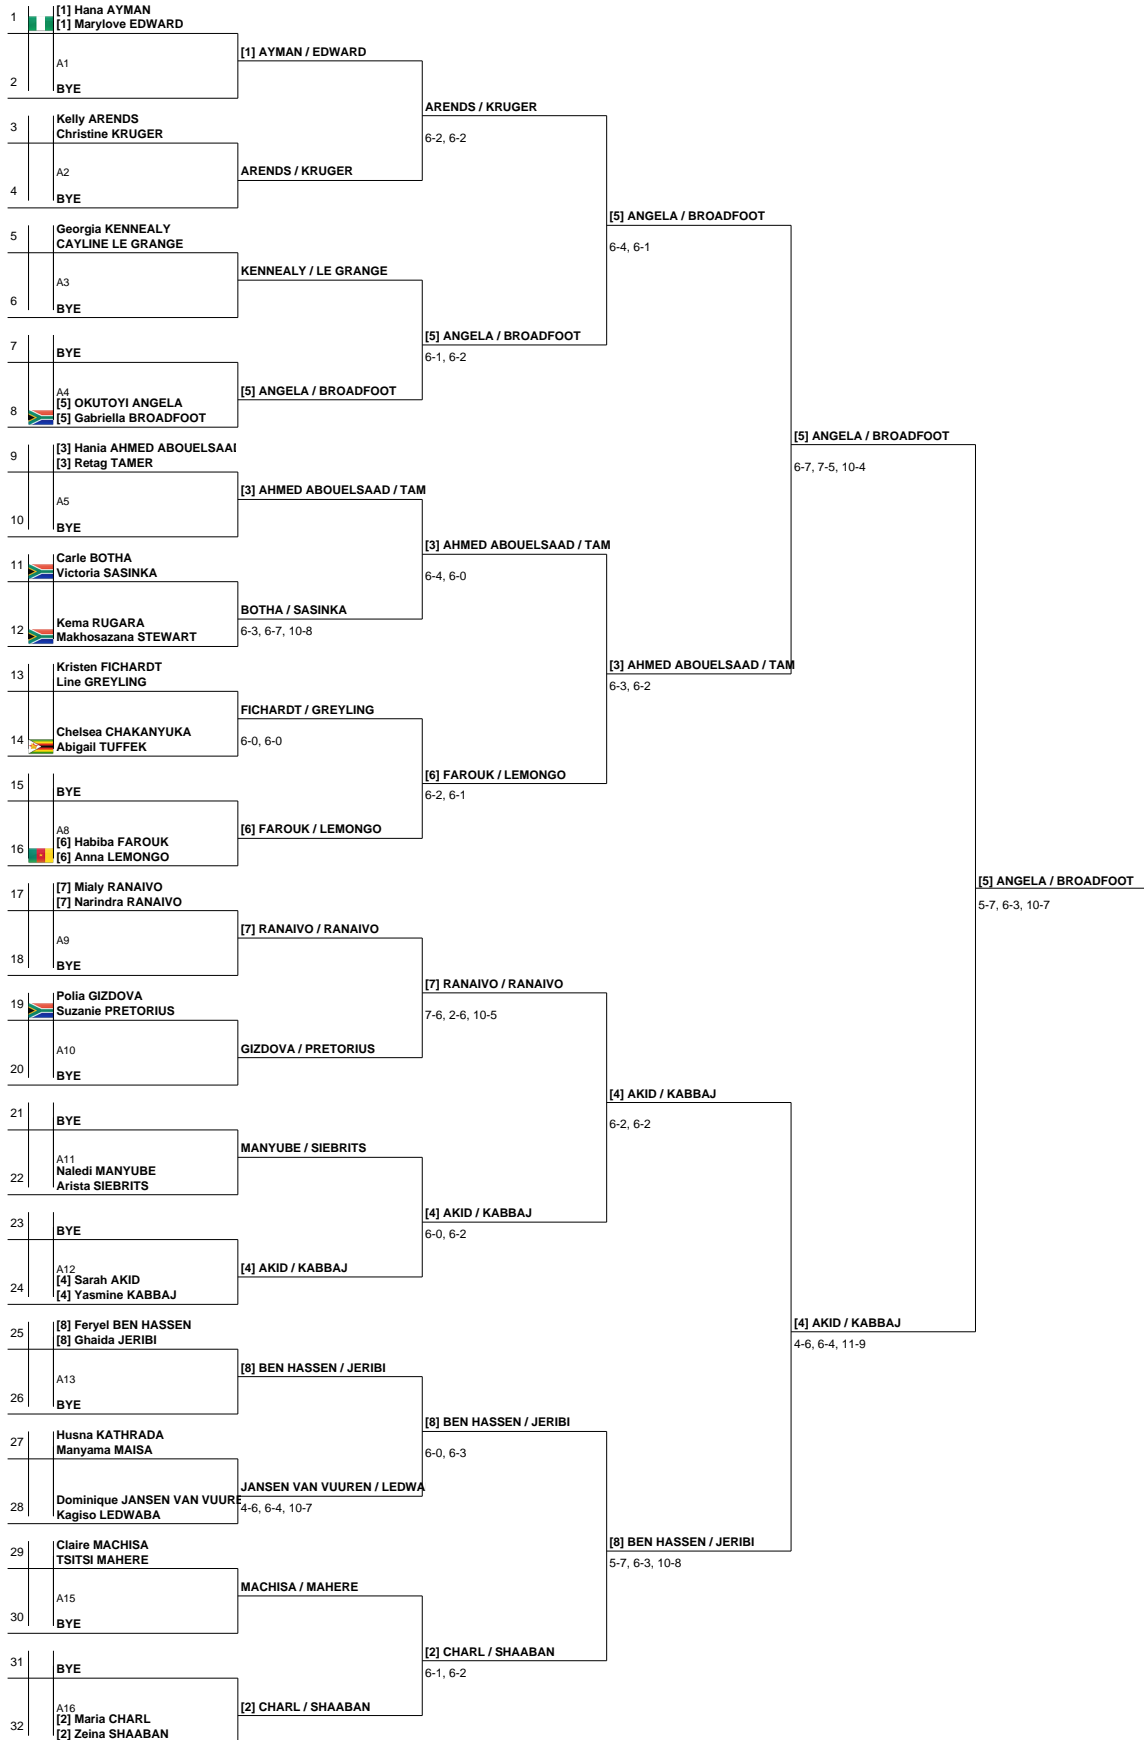 1
[1] Hana AYMAN
[1] Marylove EDWARD
A1
2
BYE
3
Kelly ARENDS
Christine KRUGER
A2
4
BYE
5
Georgia KENNEALY
CAYLINE LE GRANGE
A3
6
BYE
7
BYE
A4
8
[5] OKUTOYI ANGELA
[5] Gabriella BROADFOOT
9
[3] Hania AHMED ABOUELSAAD
[3] Retag TAMER
A5
10
BYE
11
Carle BOTHA
Victoria SASINKA
12
Kema RUGARA
Makhosazana STEWART
13
Kristen FICHARDT
Line GREYLING
14
Chelsea CHAKANYUKA
Abigail TUFFEK
15
BYE
A8
16
[6] Habiba FAROUK
[6] Anna LEMONGO
17
[7] Mialy RANAIVO
[7] Narindra RANAIVO
A9
18
BYE
19
Polia GIZDOVA
Suzanie PRETORIUS
A10
20
BYE
21
BYE
A11
22
Naledi MANYUBE
Arista SIEBRITS
23
BYE
A12
24
[4] Sarah AKID
[4] Yasmine KABBAJ
25
[8] Feryel BEN HASSEN
[8] Ghaida JERIBI
A13
26
BYE
27
Husna KATHRADA
Manyama MAISA
28
Dominique JANSEN VAN VUURE
Kagiso LEDWABA
29
Claire MACHISA
TSITSI MAHERE
A15
30
BYE
31
BYE
A16
32
[2] Maria CHARL
[2] Zeina SHAABAN
[1] AYMAN / EDWARD
ARENDS / KRUGER
KENNEALY / LE GRANGE
[5] ANGELA / BROADFOOT
[3] AHMED ABOUELSAAD / TAM
BOTHA / SASINKA
6-3, 6-7, 10-8
FICHARDT / GREYLING
6-0, 6-0
[6] FAROUK / LEMONGO
[7] RANAIVO / RANAIVO
GIZDOVA / PRETORIUS
MANYUBE / SIEBRITS
[4] AKID / KABBAJ
[8] BEN HASSEN / JERIBI
JANSEN VAN VUUREN / LEDWA
4-6, 6-4, 10-7
MACHISA / MAHERE
[2] CHARL / SHAABAN
ARENDS / KRUGER
6-2, 6-2
[5] ANGELA / BROADFOOT
6-1, 6-2
[3] AHMED ABOUELSAAD / TAM
6-4, 6-0
[6] FAROUK / LEMONGO
6-2, 6-1
[7] RANAIVO / RANAIVO
7-6, 2-6, 10-5
[4] AKID / KABBAJ
6-0, 6-2
[8] BEN HASSEN / JERIBI
6-0, 6-3
[2] CHARL / SHAABAN
6-1, 6-2
[5] ANGELA / BROADFOOT
6-4, 6-1
[3] AHMED ABOUELSAAD / TAM
6-3, 6-2
[4] AKID / KABBAJ
6-2, 6-2
[8] BEN HASSEN / JERIBI
5-7, 6-3, 10-8
[5] ANGELA / BROADFOOT
6-7, 7-5, 10-4
[4] AKID / KABBAJ
4-6, 6-4, 11-9
[5] ANGELA / BROADFOOT
5-7, 6-3, 10-7